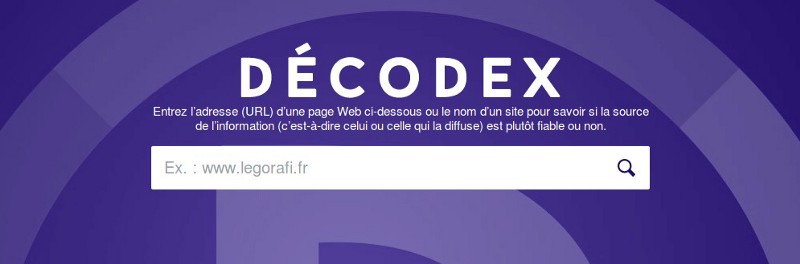 DÉCODEX
Entrez l'adresse (URL) d'une page Web ci-dessous ou le nom d'un site pour savoir si la source
de l'information (c'est-à-dire celui ou celle qui la diffuse) est plutôt fiable ou non.
Ex. : www.legorafi.fr